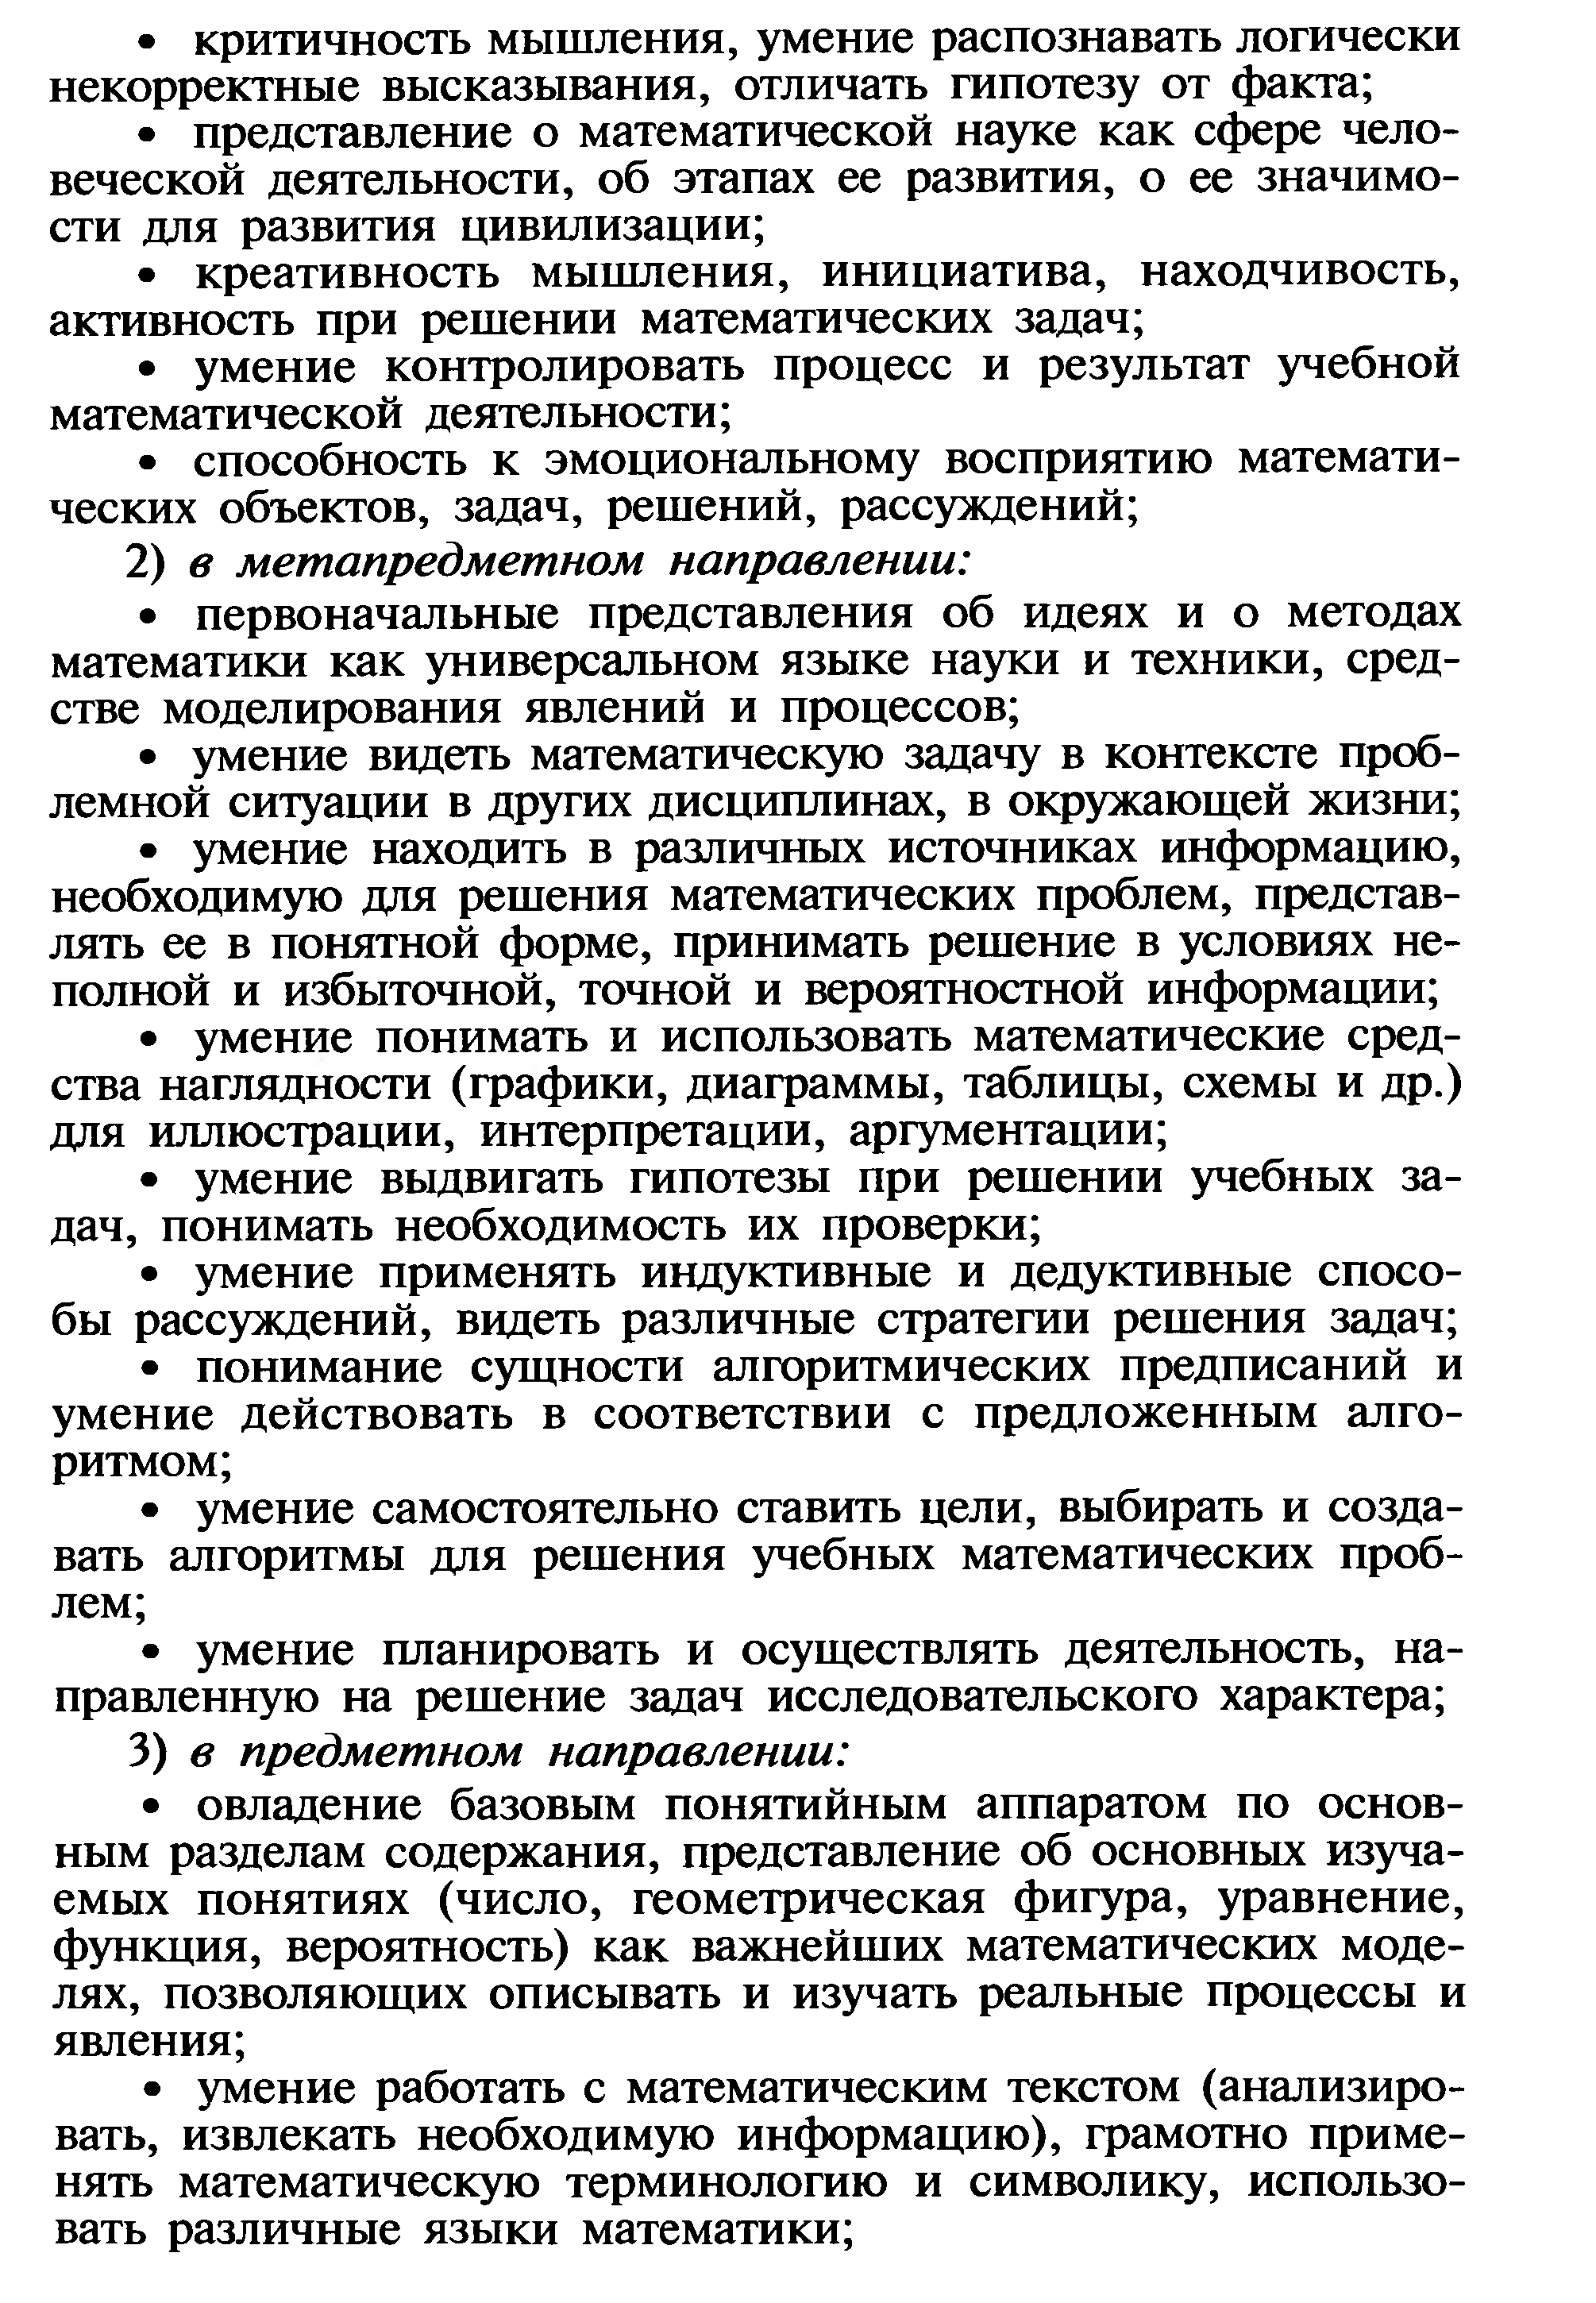 • критичность мышления, умение распознавать логически
некорректные высказывания, отличать гипотезу от факта;
• представление о математической науке как сфере чело-
веческой деятельности, об этапах ее развития, о ее значимо-
сти для развития цивилизации;
• креативность мышления, инициатива, находчивость,
активность при решении математических задач;
• умение контролировать процесс и результат учебной
математической деятельности;
• способность к эмоциональному восприятию математи-
ческих объектов, задач, решений, рассуждений;
2) в метапредметном направлении:
• первоначальные представления об идеях и о методах
математики как универсальном языке науки и техники, сред-
стве моделирования явлений и процессов;
• умение видеть математическую задачу в контексте проб-
лемной ситуации в других дисциплинах, в окружающей жизни;
• умение находить в различных источниках информацию,
необходимую для решения математических проблем, представ-
лять ее в понятной форме, принимать решение в условиях не-
полной и избыточной, точной и вероятностной информации;
• умение понимать и использовать математические сред-
ства наглядности (графики, диаграммы, таблицы, схемы и др.)
для иллюстрации, интерпретации, аргументации;
• умение выдвигать гипотезы при решении учебных за-
дач, понимать необходимость их проверки;
• умение применять индуктивные и дедуктивные спосо-
бы рассуждений, видеть различные стратегии решения задач;
• понимание сущности алгоритмических предписаний и
умение действовать в соответствии с предложенным алго-
ритмом;
• умение самостоятельно ставить цели, выбирать и созда-
вать алгоритмы для решения учебных математических проб-
лем;
• умение планировать и осуществлять деятельность, на-
правленную на решение задач исследовательского характера;
3) в предметном направлении:
• овладение базовым понятийным аппаратом по основ-
ным разделам содержания, представление об основных изуча-
емых понятиях (число, геометрическая фигура, уравнение,
функция, вероятность) как важнейших математических моде-
лях, позволяющих описывать и изучать реальные процессы и
явления;
• умение работать с математическим текстом (анализиро-
вать, извлекать необходимую информацию), грамотно приме-
нять математическую терминологию и символику, использо-
вать различные языки математики;